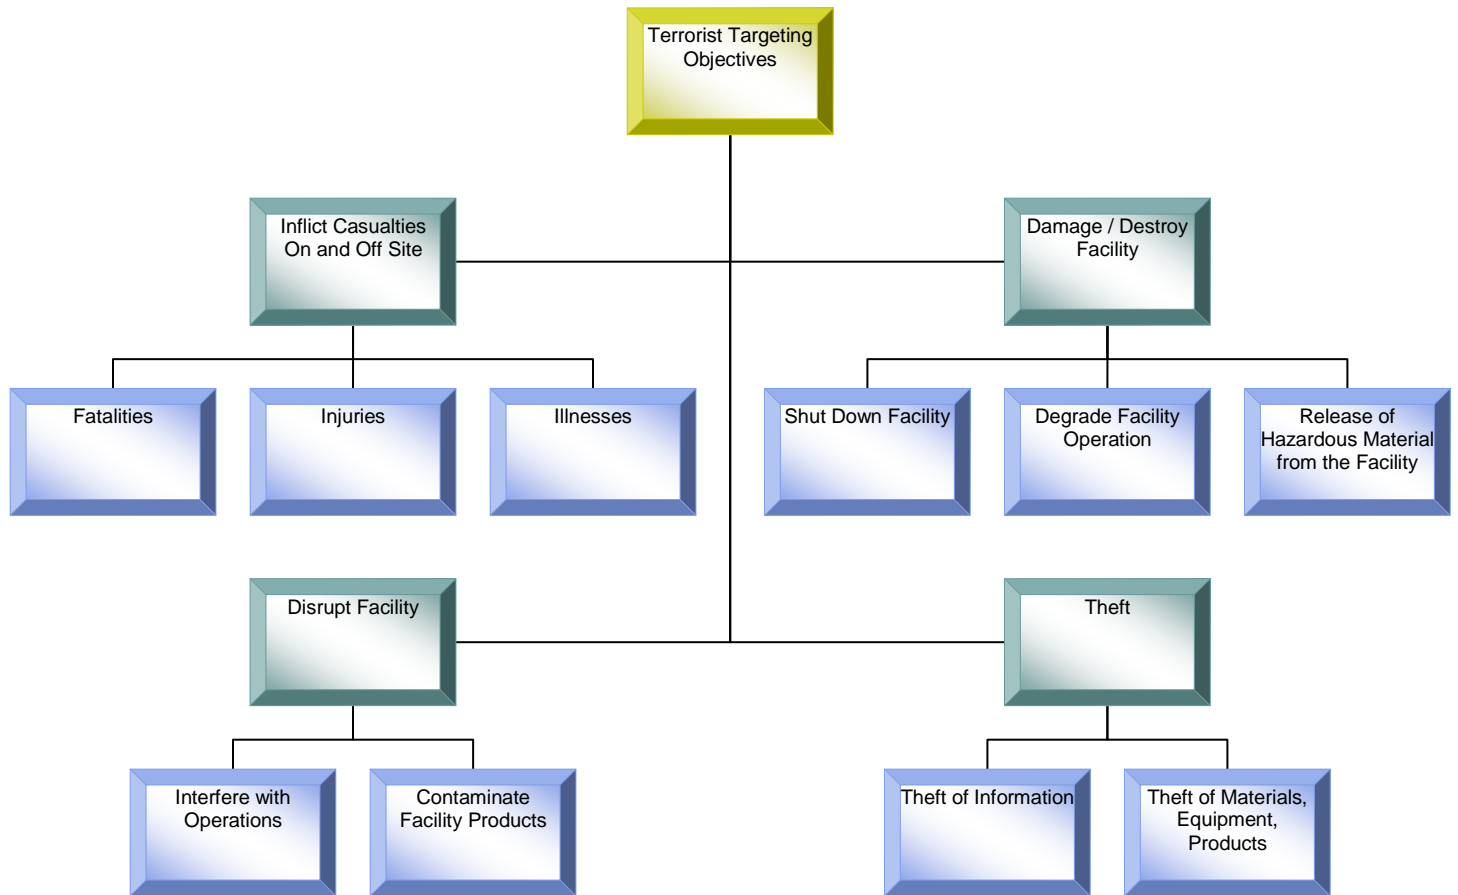 Terrorist Targeting
Objectives
Inflict Casualties
On and Off Site
Damage / Destroy
Facility
Fatalities
Injuries
Illnesses
Shut Down Facility
Degrade Facility
Operation
Release of
Hazardous Material
from the Facility
Disrupt Facility
Theft
Interfere with
Operations
Contaminate
Facility Products
Theft of Information
Theft of Materials,
Equipment,
Products